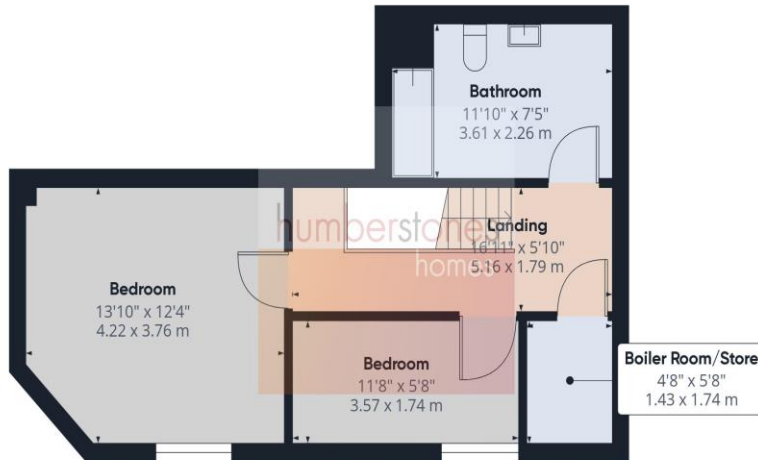 Bathroom
11'10" x 7'5"
3.61 x 2.26 m
humberstones
homes
Landing
16'11" x 5'10"
5.16 x 1.79 m
Bedroom
13'10" x 12'4"
4.22 x 3.76 m
Bedroom
11'8" x 5'8"
3.57 x 1.74 m
Boiler Room/Store
4'8" x 5'8"
1.43 x 1.74 m